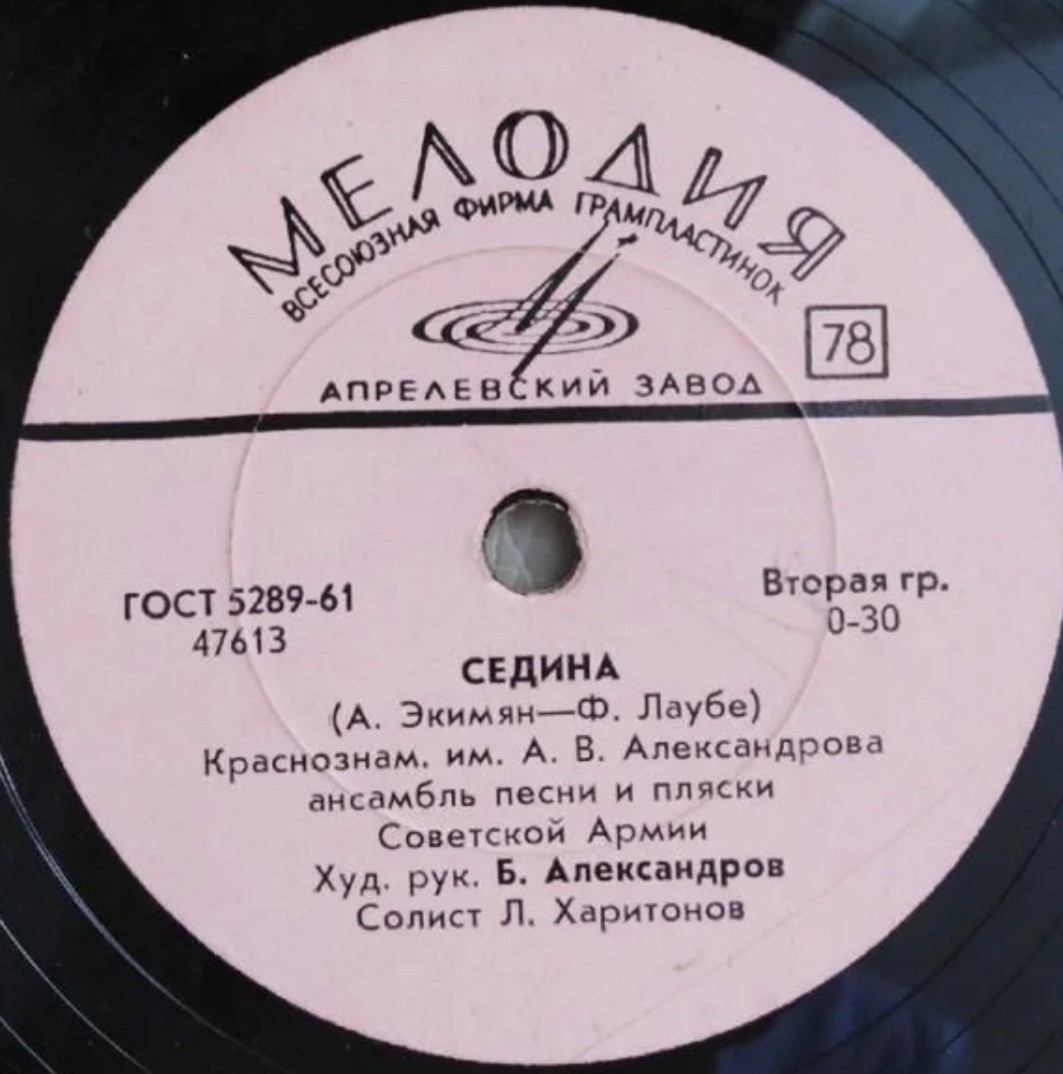 МЕЛОДИЯ
ВСЕСОЮЗНАЯ ФИРМА ГРАМПЛАСТИНОК
78
АПРЕЛЕВСКИЙ ЗАВОД
ГОСТ 5289-61
47613
Вторая гр.
0-30
СЕДИНА
(А. Экимян—Ф. Лаубе)
Краснознам. им. А. В. Александрова
ансамбль песни и пляски
Советской Армии
Худ. рук. Б. Александров
Солист Л. Харитонов